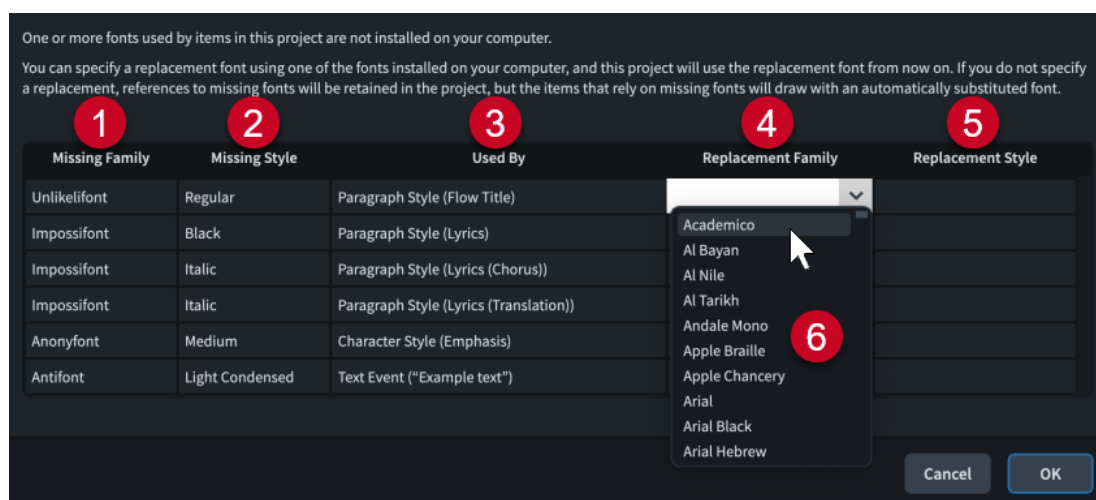 One or more fonts used by items in this project are not installed on your computer.
You can specify a replacement font using one of the fonts installed on your computer, and this project will use the replacement font from now on. If you do not specify
a replacement, references to missing fonts will be retained in the project, but the items that rely on missing fonts will draw with an automatically substituted font.
1 2 3 4 5
Missing Family Missing Style Used By Replacement Family Replacement Style
Unlikelifont Regular Paragraph Style (Flow Title)
Impossifont Black Paragraph Style (Lyrics)
Impossifont Italic Paragraph Style (Lyrics (Chorus))
Impossifont Italic Paragraph Style (Lyrics (Translation))
Anonyfont Medium Character Style (Emphasis)
Antifont Light Condensed Text Event (“Example text”)
Academico
Al Bayan
Al Nile
Al Tarikh
Andale Mono
6
Apple Braille
Apple Chancery
Arial
Arial Black
Arial Hebrew
Cancel OK